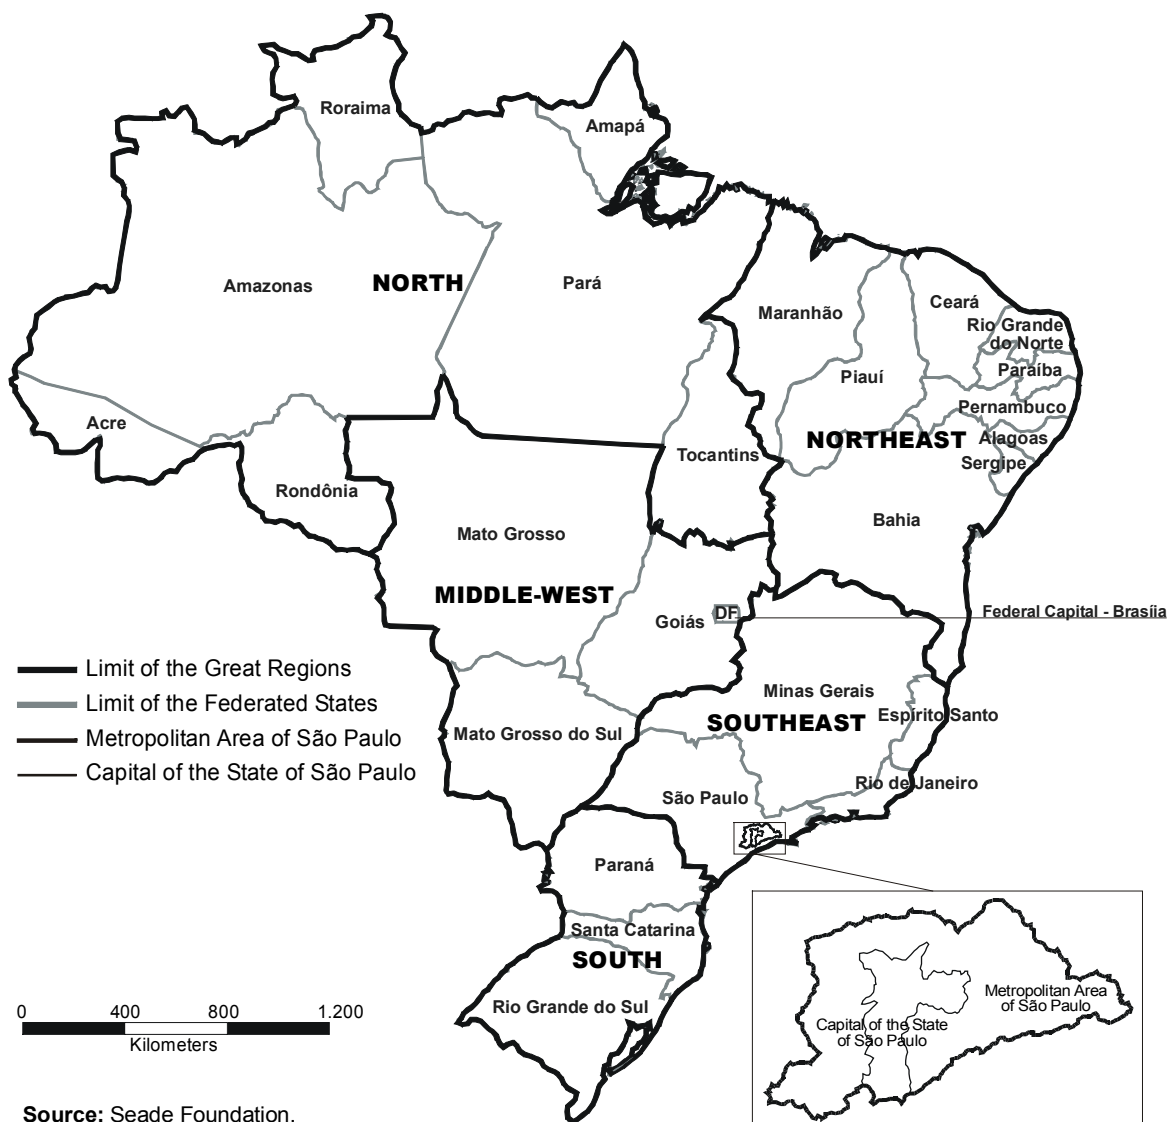 Roraima
Amapá
Amazonas
NORTH
Pará
Maranhão
Ceará
Rio Grande
do Norte
Paraíba
Piauí
Pernambuco
Acre
NORTHEAST
Alagoas
Tocantins
Sergipe
Rondônia
Bahia
Mato Grosso
MIDDLE-WEST
Goiás
DF
Federal Capital - Brasíia
Limit of the Great Regions
Limit of the Federated States
Metropolitan Area of São Paulo
Capital of the State of São Paulo
Minas Gerais
SOUTHEAST
Espírito Santo
Mato Grosso do Sul
Rio de Janeiro
São Paulo
Paraná
Santa Catarina
SOUTH
Rio Grande do Sul
0 400 800 1.200
Kilometers
Metropolitan Area
of São Paulo
Capital of the State
of São Paulo
Source: Seade Foundation.